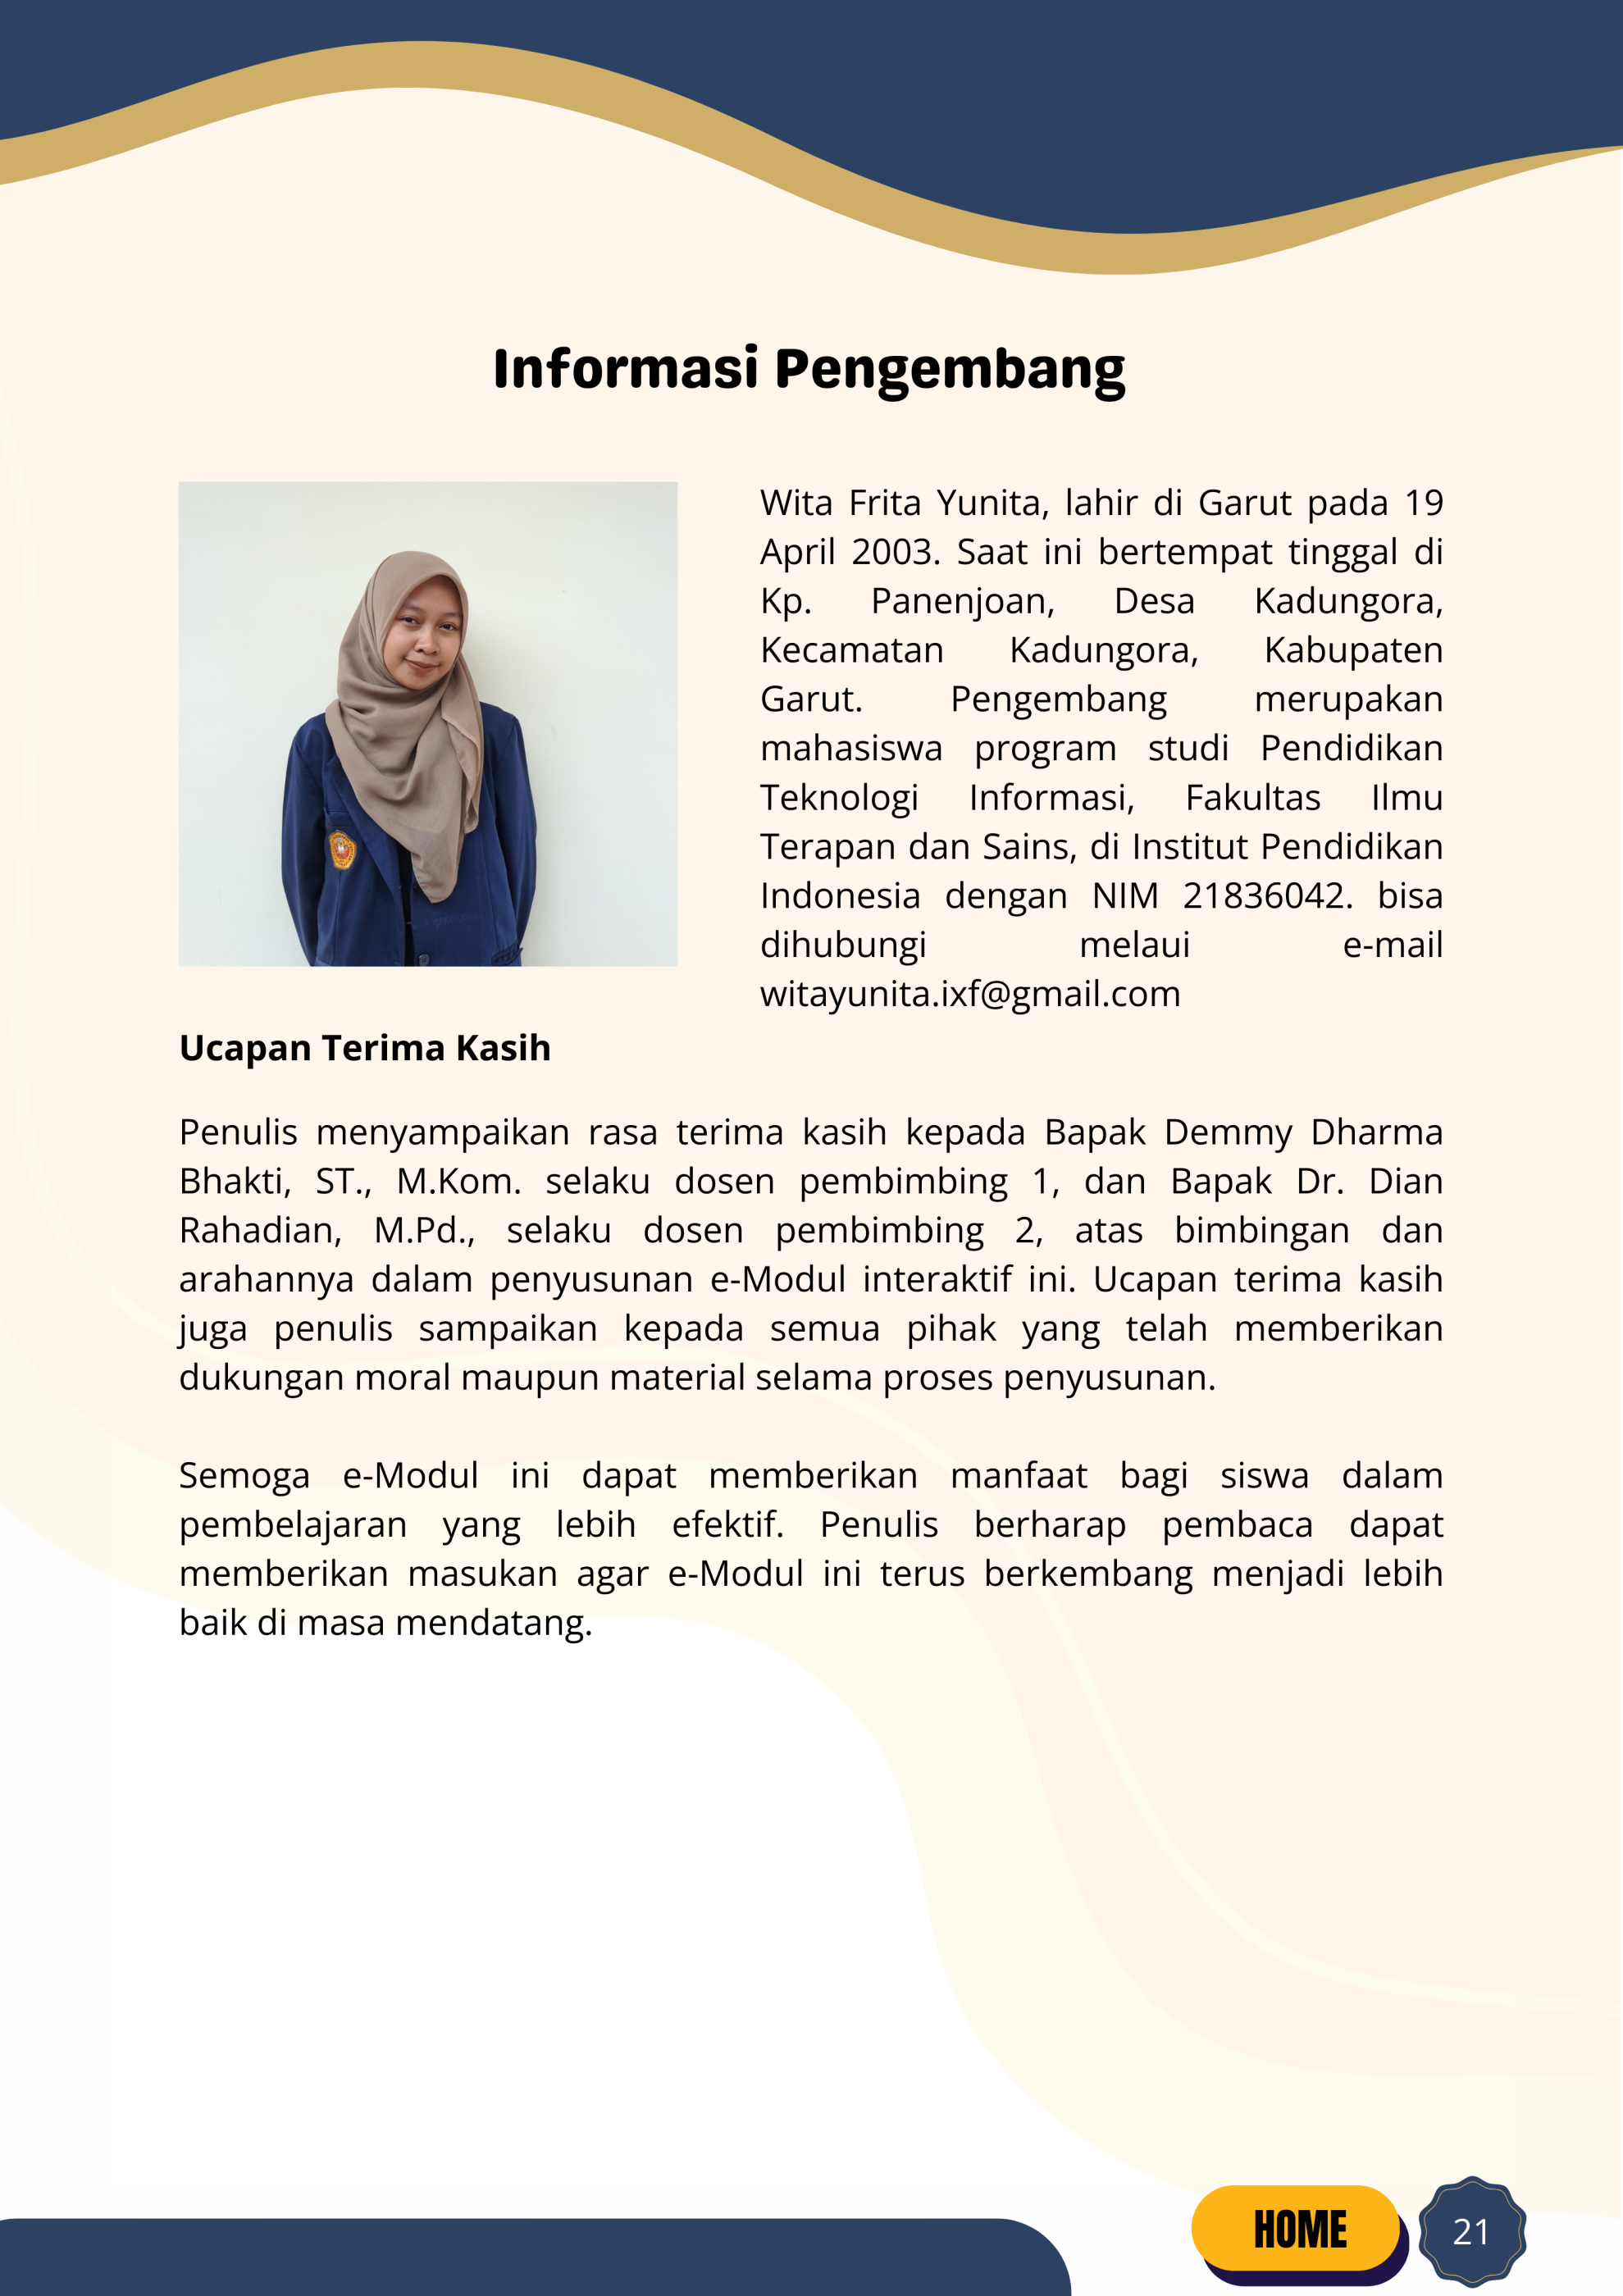 Informasi Pengembang
Wita Frita Yunita, lahir di Garut pada 19
April 2003. Saat ini bertempat tinggal di
Kp. Panenjoan, Desa Kadungora,
Kecamatan Kadungora, Kabupaten
Garut. Pengembang merupakan
mahasiswa program studi Pendidikan
Teknologi Informasi, Fakultas Ilmu
Terapan dan Sains, di Institut Pendidikan
Indonesia dengan NIM 21836042. bisa
dihubungi melaui e-mail
witayunita.ixf@gmail.com
Ucapan Terima Kasih
Penulis menyampaikan rasa terima kasih kepada Bapak Demmy Dharma
Bhakti, ST., M.Kom. selaku dosen pembimbing 1, dan Bapak Dr. Dian
Rahadian, M.Pd., selaku dosen pembimbing 2, atas bimbingan dan
arahannya dalam penyusunan e-Modul interaktif ini. Ucapan terima kasih
juga penulis sampaikan kepada semua pihak yang telah memberikan
dukungan moral maupun material selama proses penyusunan.
Semoga e-Modul ini dapat memberikan manfaat bagi siswa dalam
pembelajaran yang lebih efektif. Penulis berharap pembaca dapat
memberikan masukan agar e-Modul ini terus berkembang menjadi lebih
baik di masa mendatang.
HOME
21